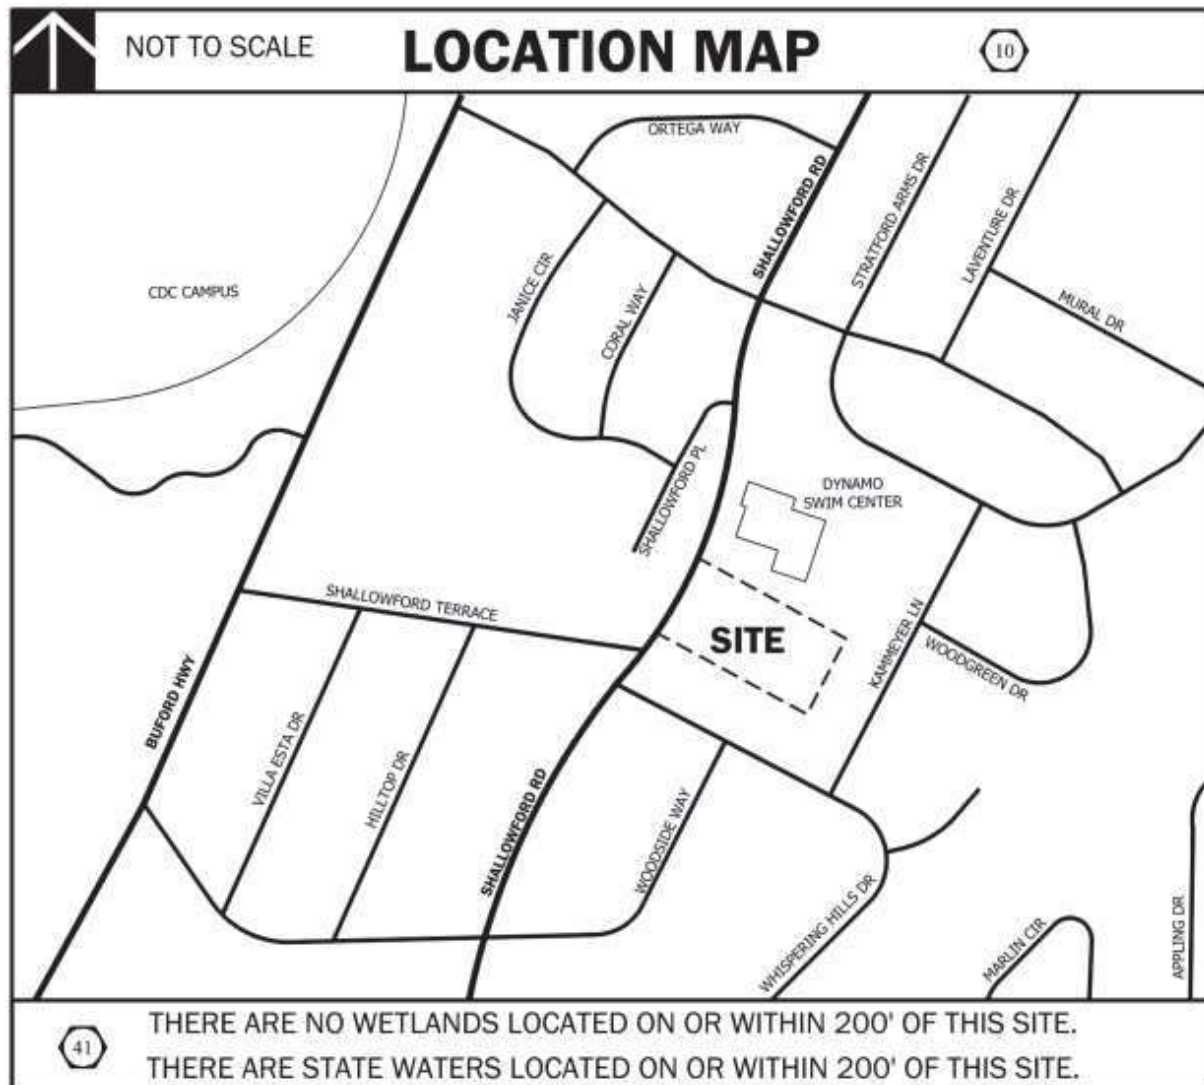 NOT TO SCALE
LOCATION MAP
10
ORTEGA WAY
SHALLOWFORD RD
STRATFORD ARMS DR
LAVENTURE DR
MURAL DR
CDC CAMPUS
JANICE CIR
CORAL WAY
SHALLOWFORD PL
DYNAMO
SWIM CENTER
SHALLOWFORD TERRACE
SITE
KAMMEYER LN
WOODGREEN DR
BUFORD HWY
VILLA ESTA DR
HILLTOP DR
SHALLOWFORD RD
WOODSIDE WAY
WHISPERING HILLS DR
MARLIN CIR
APPLING DR
41
THERE ARE NO WETLANDS LOCATED ON OR WITHIN 200' OF THIS SITE.
THERE ARE STATE WATERS LOCATED ON OR WITHIN 200' OF THIS SITE.